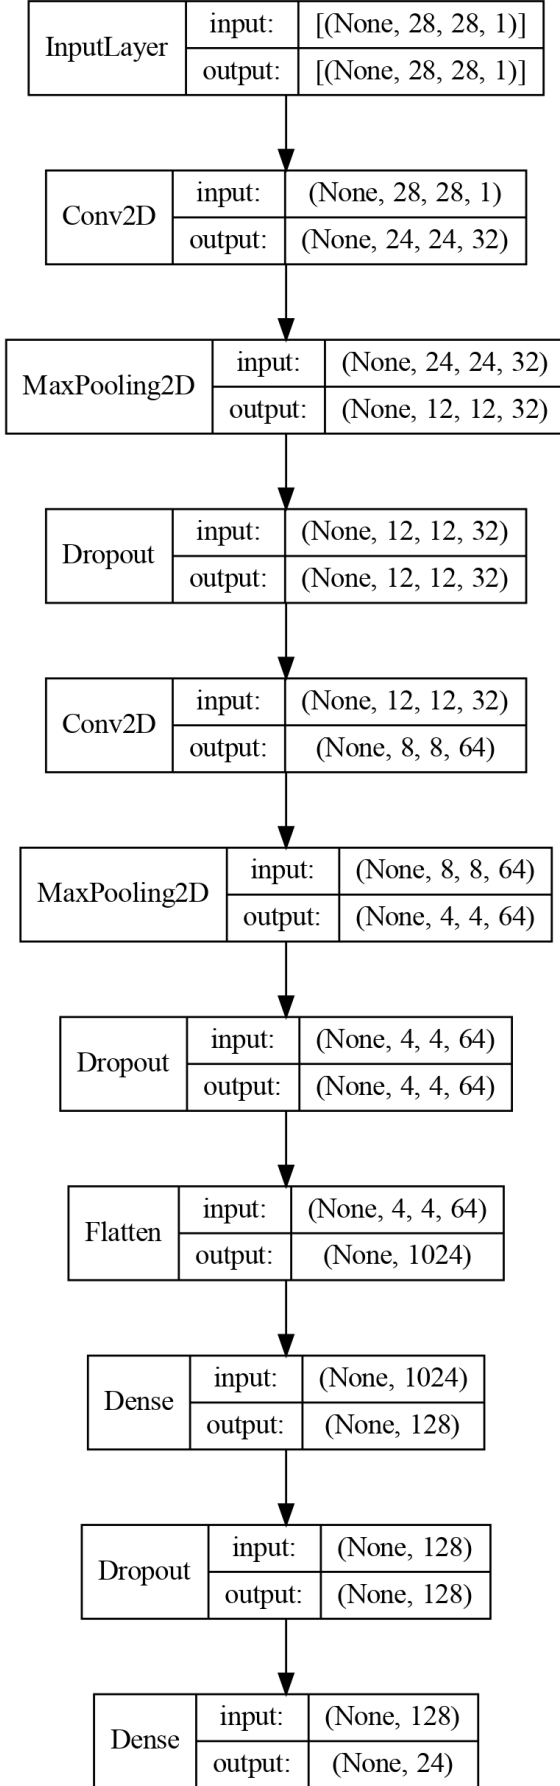 InputLayer
input: [(None, 28, 28, 1)]
output: [(None, 28, 28, 1)]
Conv2D
input: (None, 28, 28, 1)
output: (None, 24, 24, 32)
MaxPooling2D
input: (None, 24, 24, 32)
output: (None, 12, 12, 32)
Dropout
input: (None, 12, 12, 32)
output: (None, 12, 12, 32)
Conv2D
input: (None, 12, 12, 32)
output: (None, 8, 8, 64)
MaxPooling2D
input: (None, 8, 8, 64)
output: (None, 4, 4, 64)
Dropout
input: (None, 4, 4, 64)
output: (None, 4, 4, 64)
Flatten
input: (None, 4, 4, 64)
output: (None, 1024)
Dense
input: (None, 1024)
output: (None, 128)
Dropout
input: (None, 128)
output: (None, 128)
Dense
input: (None, 128)
output: (None, 24)